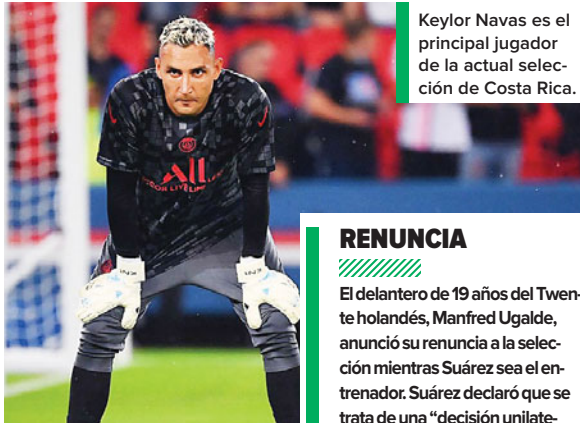 Keylor Navas es el
principal jugador
de la actual selec-
ción de Costa Rica.
ALL
RENUNCIA
El delantero de 19 años del Twen-
te holandés, Manfred Ugalde,
anunció su renuncia a la selec-
ción mientras Suárez sea el en-
trenador. Suárez declaró que se
trata de una “decisión unilate-